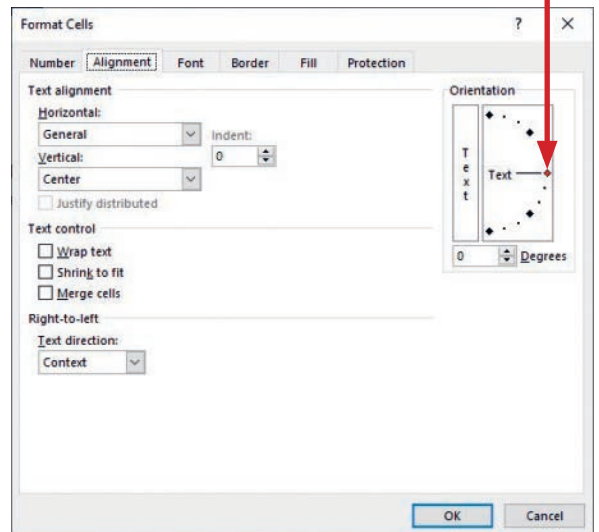 Format Cells ? ×
Number Alignment Font Border Fill Protection
Text alignment
Horizontal:
General
Indent:
Vertical:
0
Center
Justify distributed
Text control
Wrap text
Shrink to fit
Merge cells
Right-to-left
Text direction:
Context
Orientation
Text
Text
0 Degrees
OK Cancel